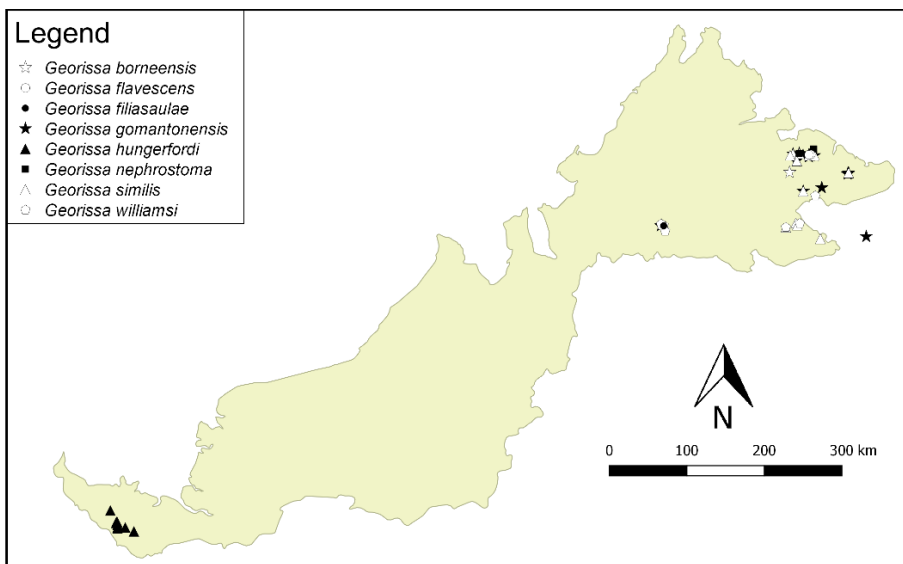 Legend
Georissa borneensis
Georissa flavescens
Georissa filiasaulae
Georissa gomantonensis
Georissa hungerfordi
Georissa nephrostoma
Georissa similis
Georissa williamsi
N
0 100 200 300 km